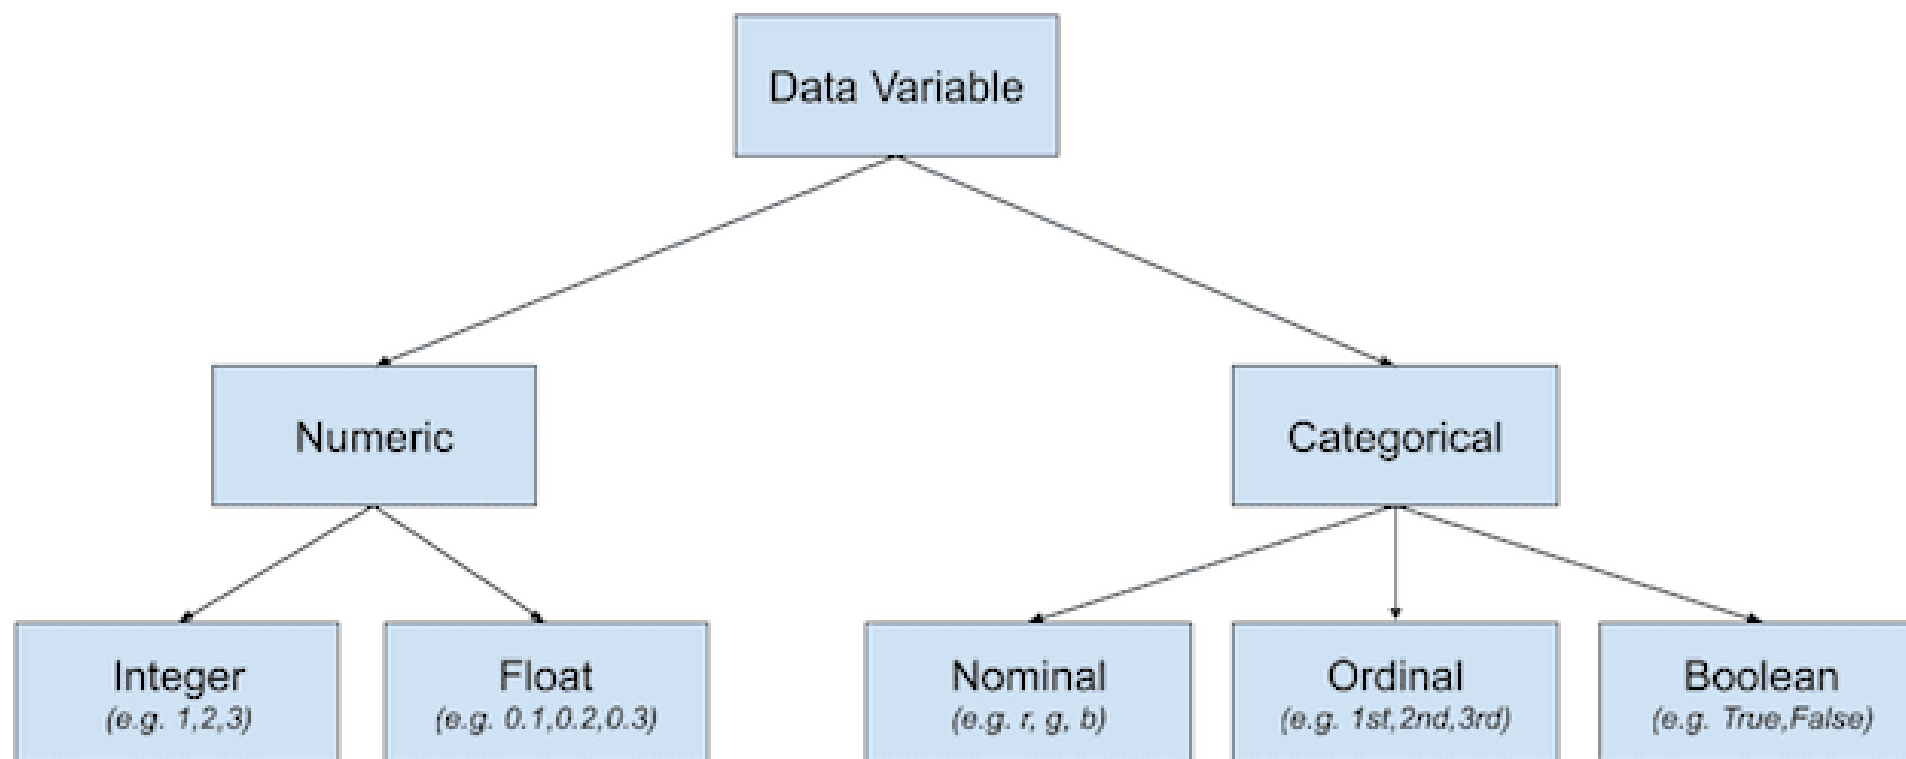 Data Variable
Numeric
Categorical
Integer
(e.g. 1,2,3)
Float
(e.g. 0.1,0.2,0.3)
Nominal
(e.g. r, g, b)
Ordinal
(e.g. 1st,2nd,3rd)
Boolean
(e.g. True,False)